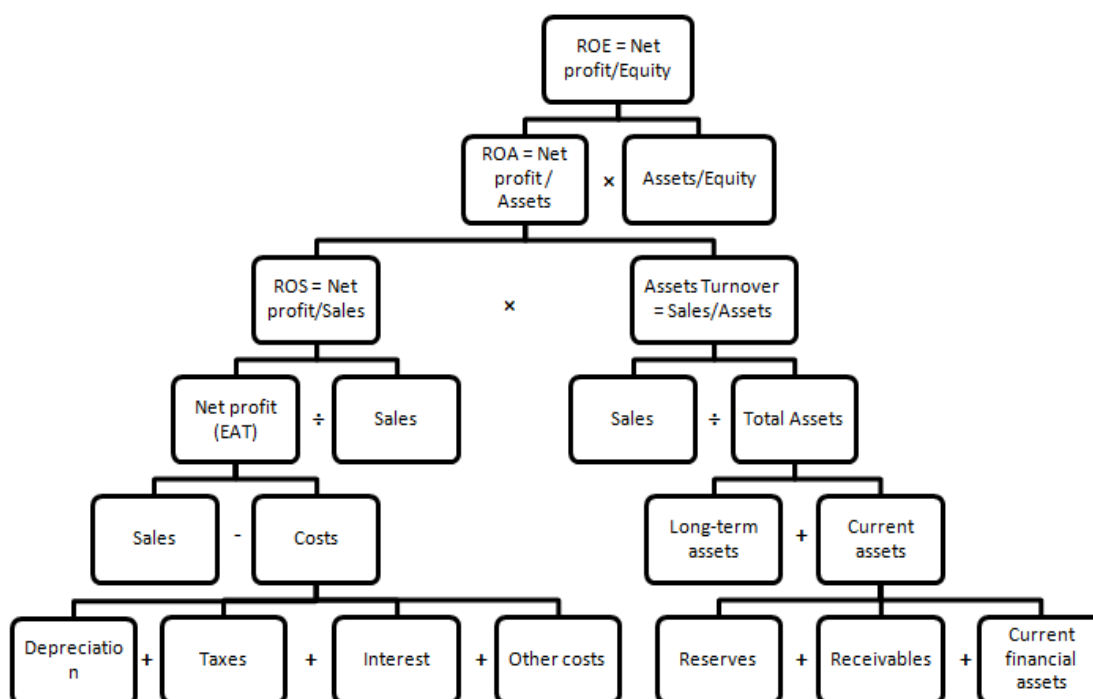 ROE = Net
profit/Equity
ROA = Net
profit /
Assets
×
Assets/Equity
ROS = Net
profit/Sales
×
Assets Turnover
= Sales/Assets
Net profit
(EAT)
÷
Sales
Sales
÷
Total Assets
Sales
-
Costs
Long-term
assets
+
Current
assets
Depreciatio
n
+
Taxes
+
Interest
+
Other costs
Reserves
+
Receivables
+
Current
financial
assets